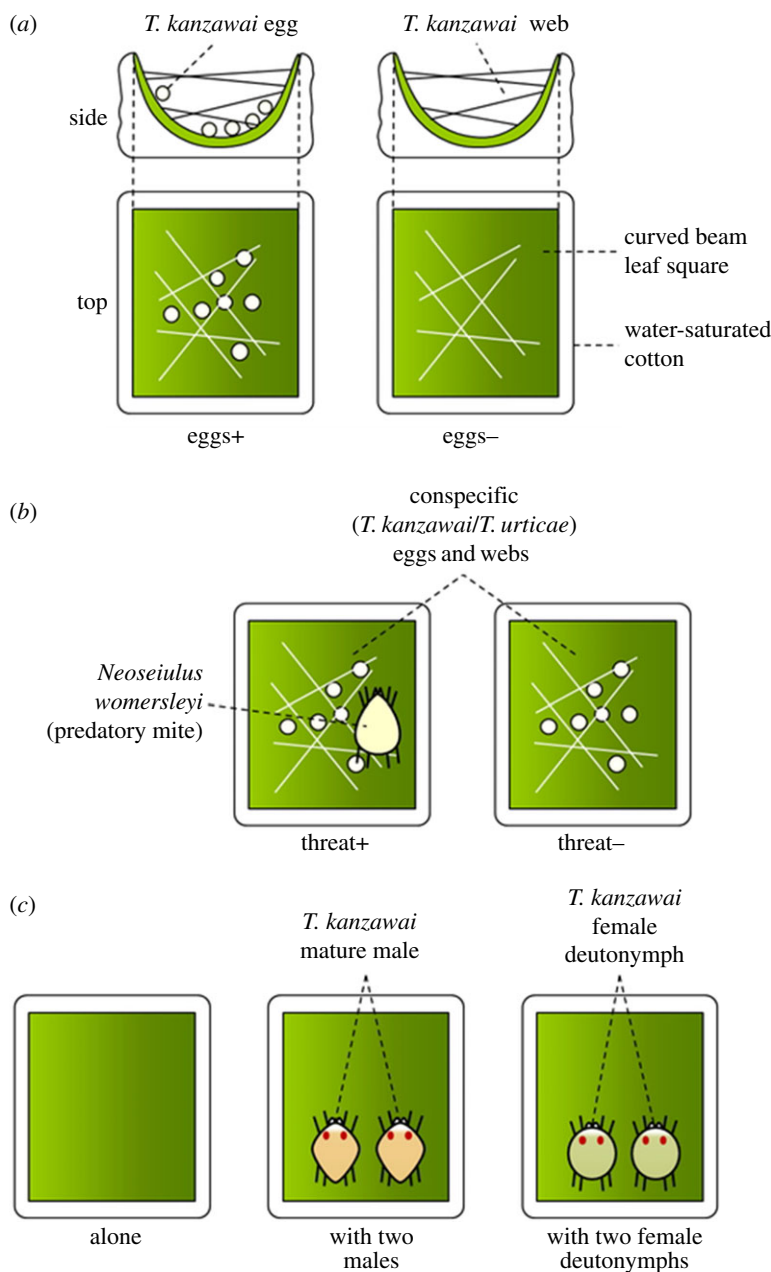 (a)
T. kanzawai egg
T. kanzawai web
side
top
curved beam
leaf square
water-saturated
cotton
eggs+
eggs–
(b)
conspecific
(T. kanzawai/T. urticae)
eggs and webs
Neoseiulus
womersleyi
(predatory mite)
threat+
threat–
(c)
T. kanzawai
mature male
T. kanzawai
female
deutonymph
alone
with two
males
with two female
deutonymphs